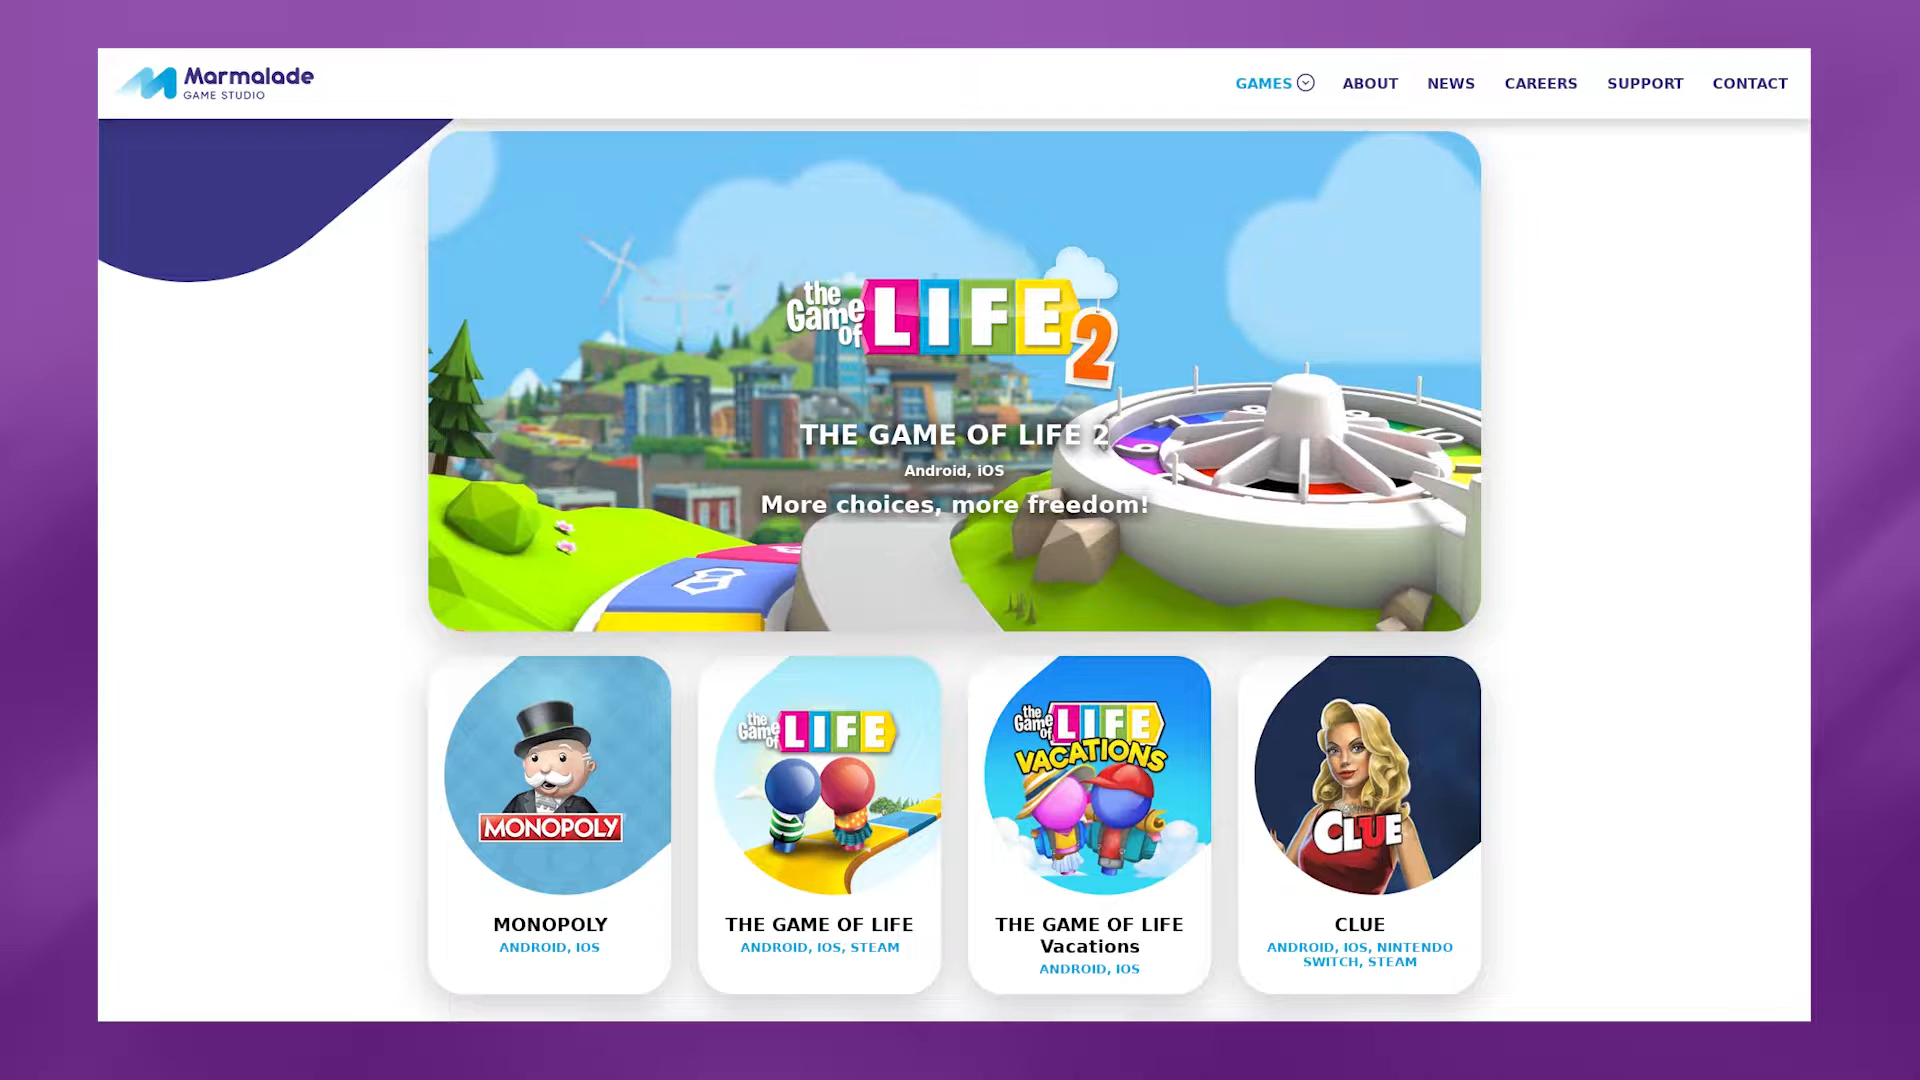 Marmalade
GAME STUDIO
GAMES
ABOUT
NEWS
CAREERS
SUPPORT
CONTACT
the
Game
of
LIFE
2
THE GAME OF LIFE 2
Android, iOS
More choices, more freedom!
MONOPOLY
MONOPOLY
ANDROID, IOS
the
Game
of
LIFE
THE GAME OF LIFE
ANDROID, IOS, STEAM
the
Game
of
LIFE
VACATIONS
THE GAME OF LIFE
Vacations
ANDROID, IOS
CLUE
CLUE
ANDROID, IOS, NINTENDO
SWITCH, STEAM